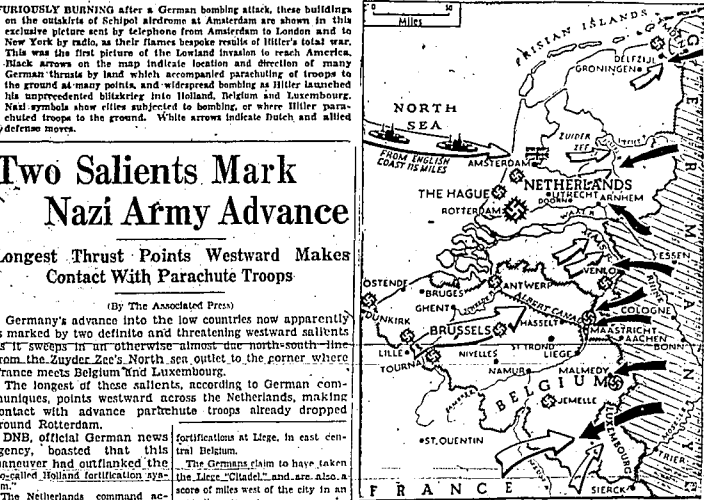 FURIOUSLY BURNING after a German bombing attack, these buildings
on the outskirts of Schipol airdrome at Amsterdam are shown in this
exclusive picture sent by telephone from Amsterdam to London and to
New York by radio, as their flames bespoke results of Hitler's total war.
This was the first picture of the Lowland invasion to reach America.
Black arrows on the map indicate location and direction of many
German thrusts by land which accompanied parachuting of troops to
the ground at many points, and widespread bombing as Hitler launched
his unprecedented blitzkrieg into Holland, Belgium and Luxembourg.
Nazi symbols show cities subjected to bombing, or where Hitler para-
chuted troops to the ground. White arrows indicate Dutch and allied
defense moves.
Two Salients Mark
Nazi Army Advance
Longest Thrust Points Westward Makes
Contact With Parachute Troops
(By The Associated Press)
Germany's advance into the low countries now apparently
is marked by two definite and threatening westward salients
as it sweeps in an otherwise almost due north-south line
from the Zuyder Zee's North sea outlet to the corner where
France meets Belgium and Luxembourg.
The longest of these salients, according to German com-
muniques, points westward across the Netherlands, making
contact with advance parachute troops already dropped
around Rotterdam.
DNB, official German news
agency, boasted that this
maneuver had outflanked the
so-called Holland fortification sys-
tem."
The Netherlands command ac-
fortifications at Liege, in east cen-
tral Belgium.
The Germans claim to have taken
the Liege "Citadel," and are also a
score of miles west of the city in an
0 50
Miles
FRISIAN ISLANDS
DELFZIJL
GRONINGEN
NORTH
SEA
ZUIDER
ZEE
FROM ENGLISH
COAST 115 MILES
AMSTERDAM
NETHERLANDS
THE HAGUE
UTRECHT
ARNHEM
DOORN
ROTTERDAM
WAAL R.
GERMANY
ESSEN
VENLO
RHINE
OSTENDE
BRUGES
ANTWERP
GHENT
ALBERT CANAL
COLOGNE
DUNKIRK
BRUSSELS
HASSELT
MAASTRICHT
AACHEN
LILLE
NIVELLES
ST TROND
LIEGE
BONN
TOURNAI
NAMUR
MALMEDY
BELGIUM
JEMELLE
ST. QUENTIN
LUXEMBOURG
TRIER
FRANCE
SIERCK